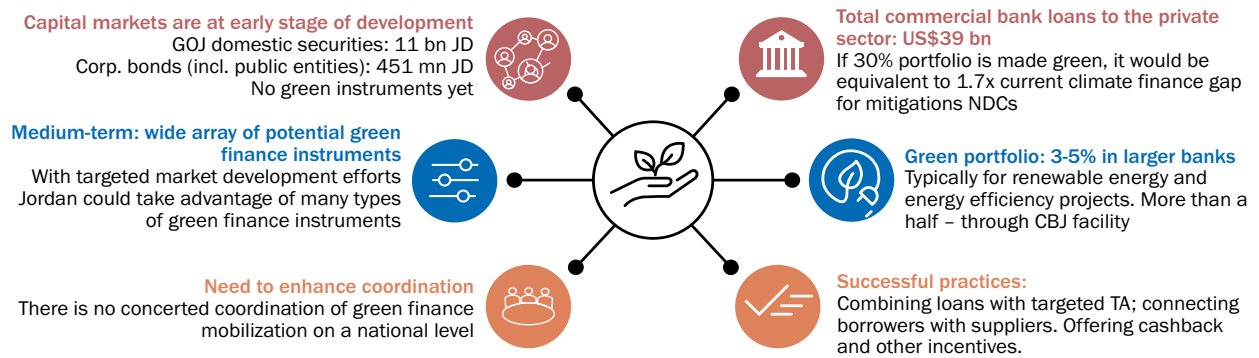 Capital markets are at early stage of development
GOJ domestic securities: 11 bn JD
Corp. bonds (incl. public entities): 451 mn JD
No green instruments yet
Medium-term: wide array of potential green
finance instruments
With targeted market development efforts
Jordan could take advantage of many types
of green finance instruments
Need to enhance coordination
There is no concerted coordination of green finance
mobilization on a national level
Total commercial bank loans to the private
sector: US$39 bn
If 30% portfolio is made green, it would be
equivalent to 1.7x current climate finance gap
for mitigations NDCs
Green portfolio: 3-5% in larger banks
Typically for renewable energy and
energy efficiency projects. More than a
half – through CBJ facility
Successful practices:
Combining loans with targeted TA; connecting
borrowers with suppliers. Offering cashback
and other incentives.